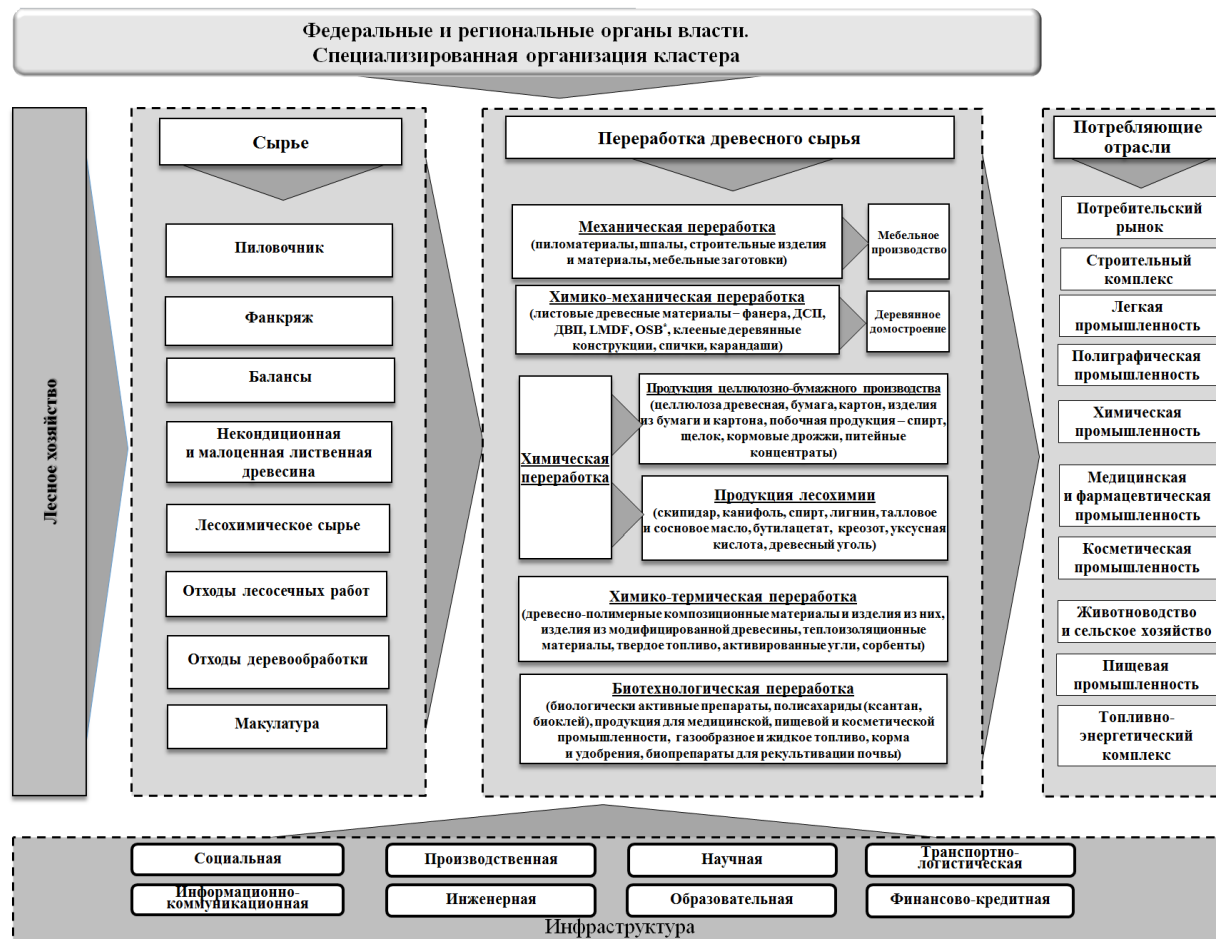 Федеральные и региональные органы власти.
Специализированная организация кластера
Лесное хозяйство
Сырье
Пиловочник
Фанкряж
Балансы
Некондиционная
и малоценная лиственная
древесина
Лесохимическое сырье
Отходы лесосечных работ
Отходы деревообработки
Макулатура
Переработка древесного сырья
Механическая переработка
(пиломатериалы, шпалы, строительные изделия
и материалы, мебельные заготовки)
Мебельное
производство
Химико-механическая переработка
(листовые древесные материалы – фанера, ДСП,
ДВП, LMDF, OSB*, клееные деревянные
конструкции, спички, карандаши)
Деревянное
домостроение
Химическая
переработка
Продукция целлюлозно-бумажного производства
(целлюлоза древесная, бумага, картон, изделия
из бумаги и картона, побочная продукция – спирт,
щелок, кормовые дрожжи, питейные
концентраты)
Продукция лесохимии
(скипидар, канифоль, спирт, лигнин, талловое
и сосновое масло, бутилацетат, креозот, уксусная
кислота, древесный уголь)
Химико-термическая переработка
(древесно-полимерные композиционные материалы и изделия из них,
изделия из модифицированной древесины, теплоизоляционные
материалы, твердое топливо, активированные угли, сорбенты)
Биотехнологическая переработка
(биологически активные препараты, полисахариды (ксантан,
биоклей), продукция для медицинской, пищевой и косметической
промышленности, газообразное и жидкое топливо, корма
и удобрения, биопрепараты для рекультивации почвы)
Потребляющие
отрасли
Потребительский
рынок
Строительный
комплекс
Легкая
промышленность
Полиграфическая
промышленность
Химическая
промышленность
Медицинская
и фармацевтическая
промышленность
Косметическая
промышленность
Животноводство
и сельское хозяйство
Пищевая
промышленность
Топливно-
энергетический
комплекс
Социальная
Производственная
Научная
Транспортно-
логистическая
Информационно-
коммуникационная
Инженерная
Образовательная
Финансово-кредитная
Инфраструктура